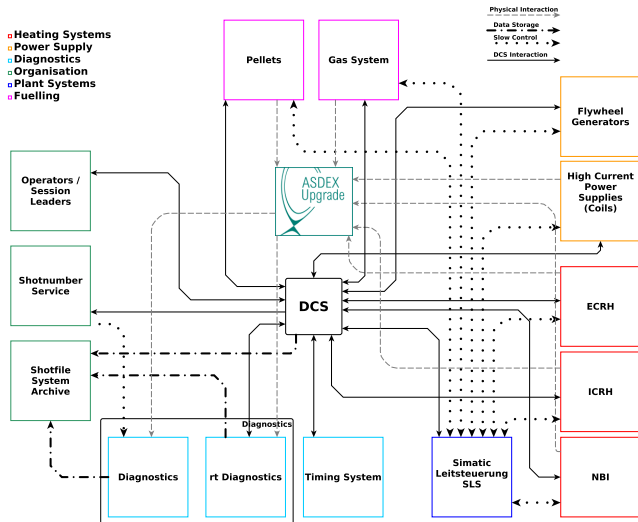 Physical Interaction
Data Storage
Slow Control
DCS Interaction
Heating Systems
Power Supply
Diagnostics
Organisation
Plant Systems
Fuelling
Pellets
Gas System
Flywheel
Generators
Operators /
Session
Leaders
ASDEX
Upgrade
High Current
Power
Supplies
(Coils)
Shotnumber
Service
DCS
ECRH
Shotfile
System
Archive
ICRH
Diagnostics
Diagnostics
rt Diagnostics
Timing System
Simatic
Leitsteuerung
SLS
NBI